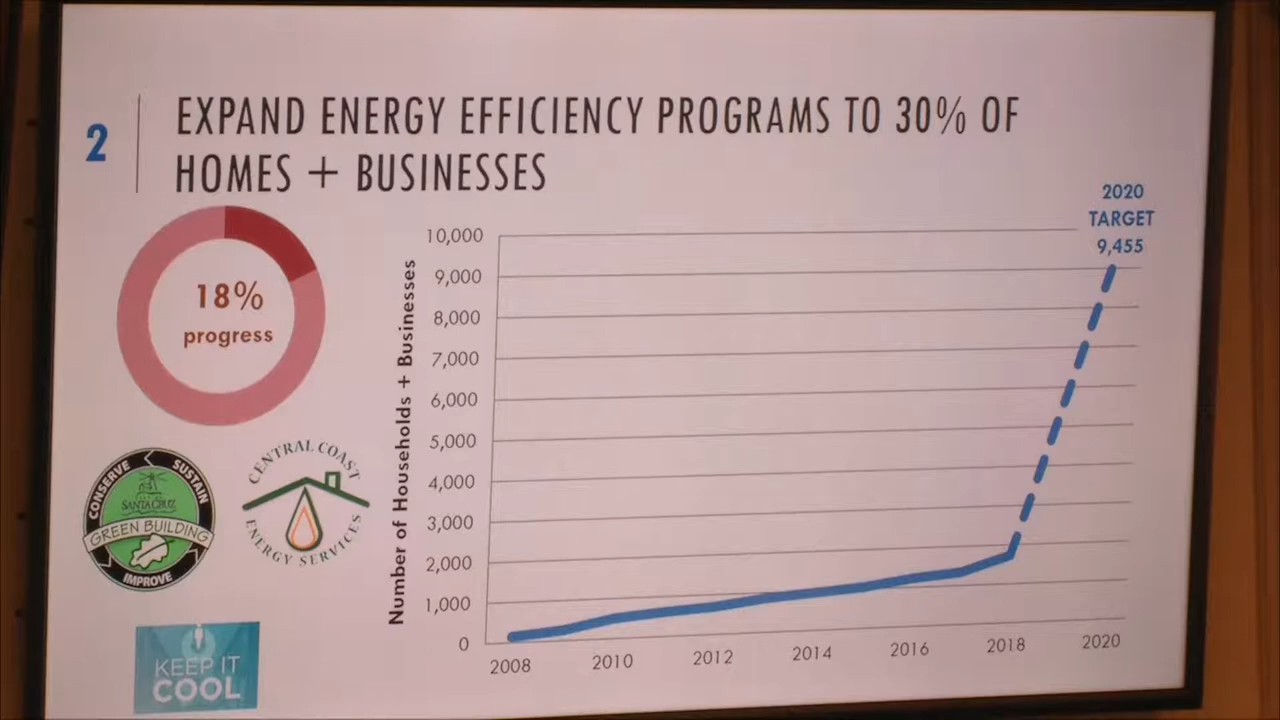 2
EXPAND ENERGY EFFICIENCY PROGRAMS TO 30% OF
HOMES + BUSINESSES
18%
progress
CONSERVE
SUSTAIN
SANTA CRUZ
GREEN BUILDING
IMPROVE
CENTRAL COAST
ENERGY SERVICES
KEEP IT
COOL
Number of Households + Businesses
10,000
9,000
8,000
7,000
6,000
5,000
4,000
3,000
2,000
1,000
0
2008
2010
2012
2014
2016
2018
2020
2020
TARGET
9,455